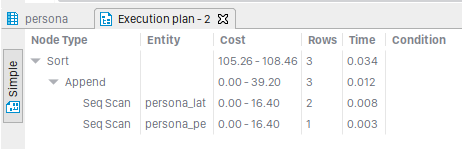 persona
Execution plan - 2
Simple
Node Type Entity Cost Rows Time Condition
Sort 105.26 - 108.46 3 0.034
Append 0.00 - 39.20 3 0.012
Seq Scan persona_lat 0.00 - 16.40 2 0.008
Seq Scan persona_pe 0.00 - 16.40 1 0.003